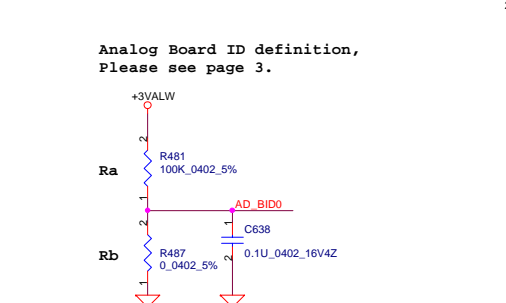 Analog Board ID definition,
Please see page 3.
+3VALW
2
R481
100K_0402_5%
Ra
1
AD_BID0
2
1
C638
Rb
R487
0_0402_5%
0.1U_0402_16V4Z
2
1